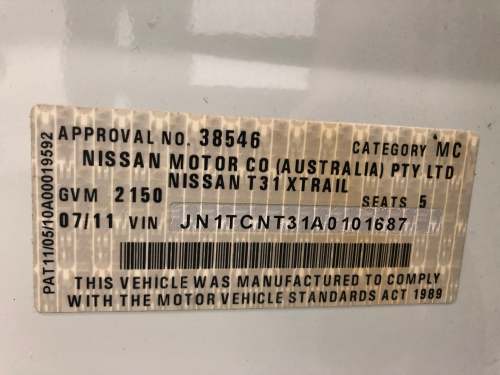 APPROVAL NO. 38546 CATEGORY MC
NISSAN MOTOR CO (AUSTRALIA) PTY LTD
NISSAN T31 XTRAIL
GVM 2150 SEATS 5
07/11 VIN JN1TCNT31A0101687
THIS VEHICLE WAS MANUFACTURED TO COMPLY
WITH THE MOTOR VEHICLE STANDARDS ACT 1989
PAT11/05/10A00019592